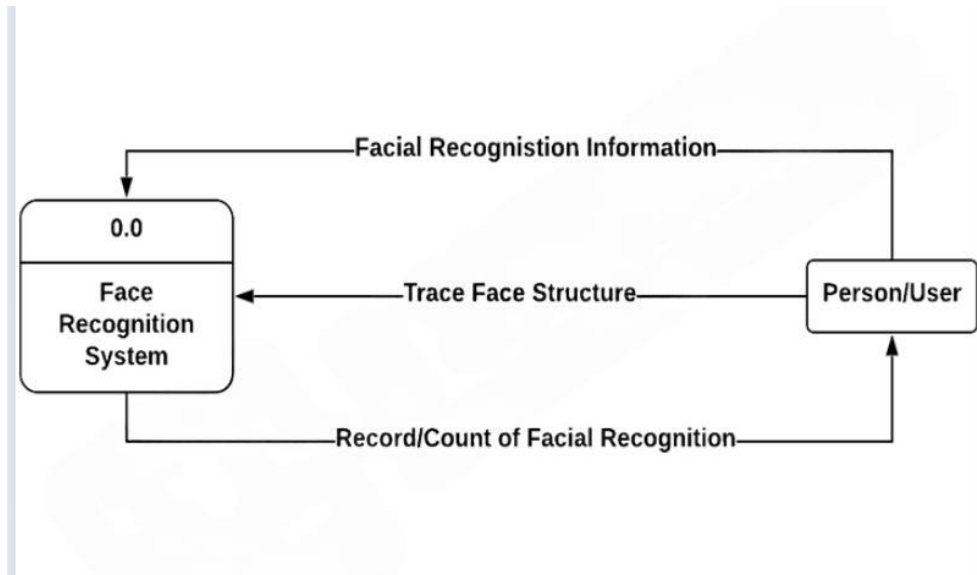 Facial Recognistion Information
0.0
Face
Recognition
System
Trace Face Structure
Person/User
Record/Count of Facial Recognition